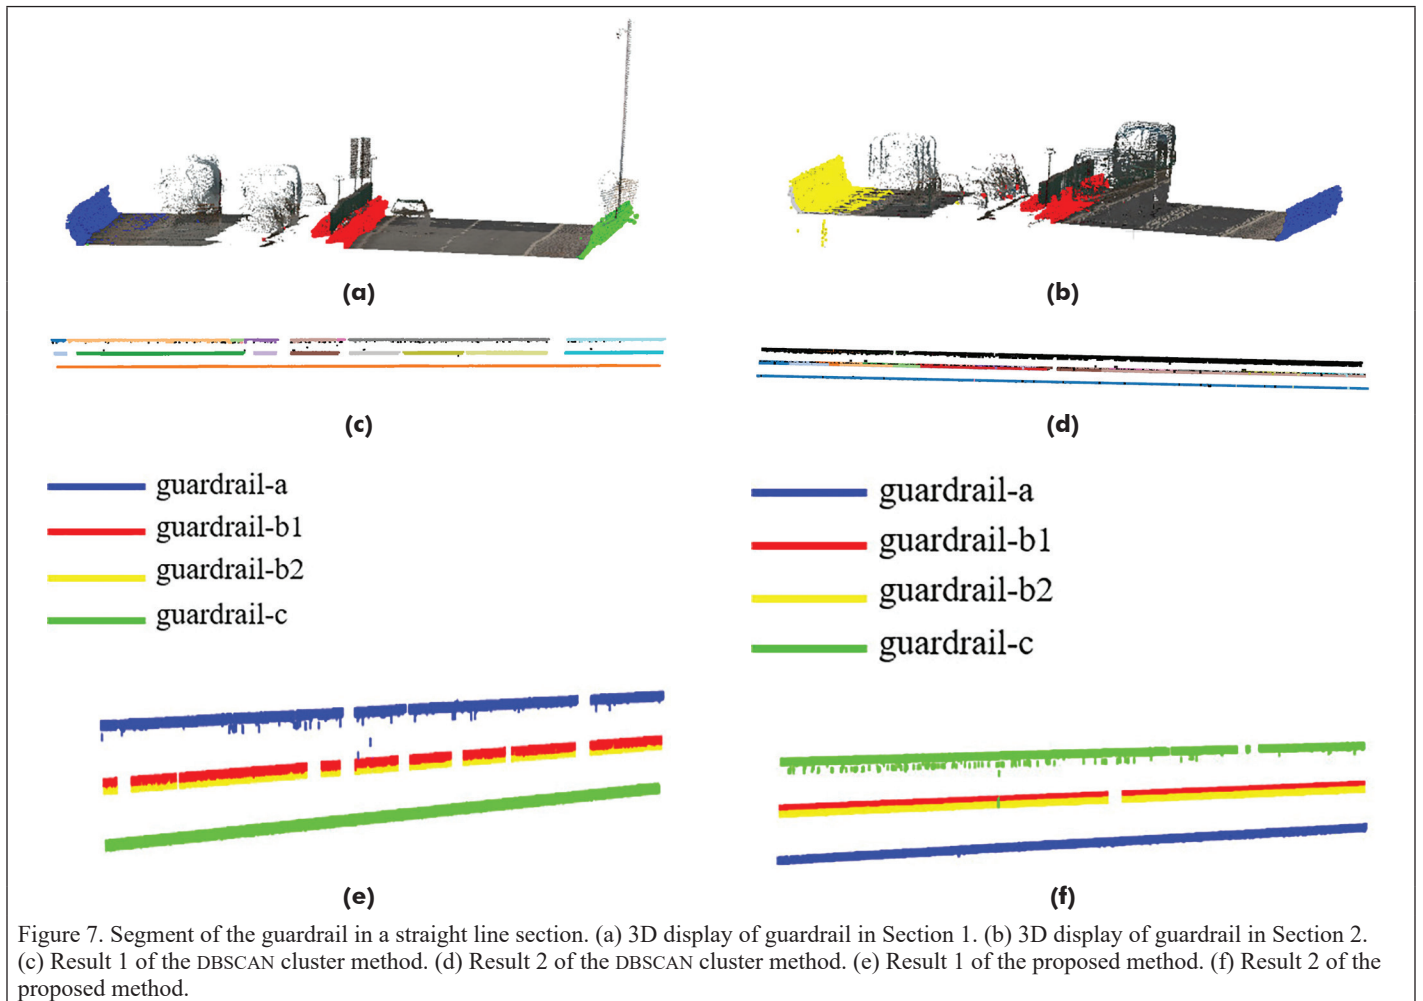 (a)
(b)
(c)
(d)
guardrail-a
guardrail-b1
guardrail-b2
guardrail-c
guardrail-a
guardrail-b1
guardrail-b2
guardrail-c
(e)
(f)
Figure 7. Segment of the guardrail in a straight line section. (a) 3D display of guardrail in Section 1. (b) 3D display of guardrail in Section 2.
(c) Result 1 of the DBSCAN cluster method. (d) Result 2 of the DBSCAN cluster method. (e) Result 1 of the proposed method. (f) Result 2 of the
proposed method.